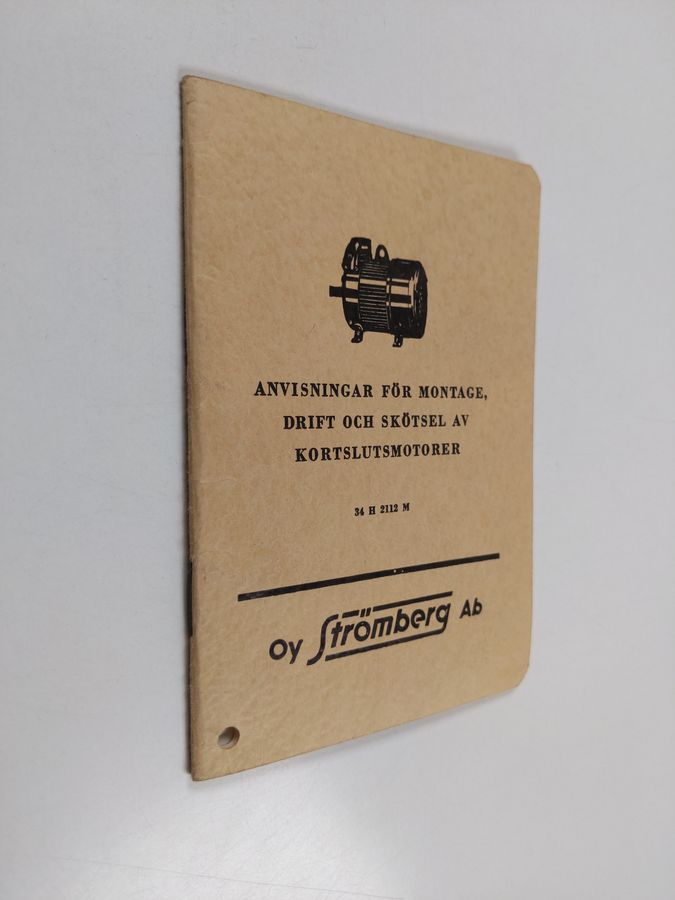 ANVISNINGAR FÖR MONTAGE,
DRIFT OCH SKÖTSEL AV
KORTSLUTSMOTORER
34 H 2112 M
Oy Strömberg Ab